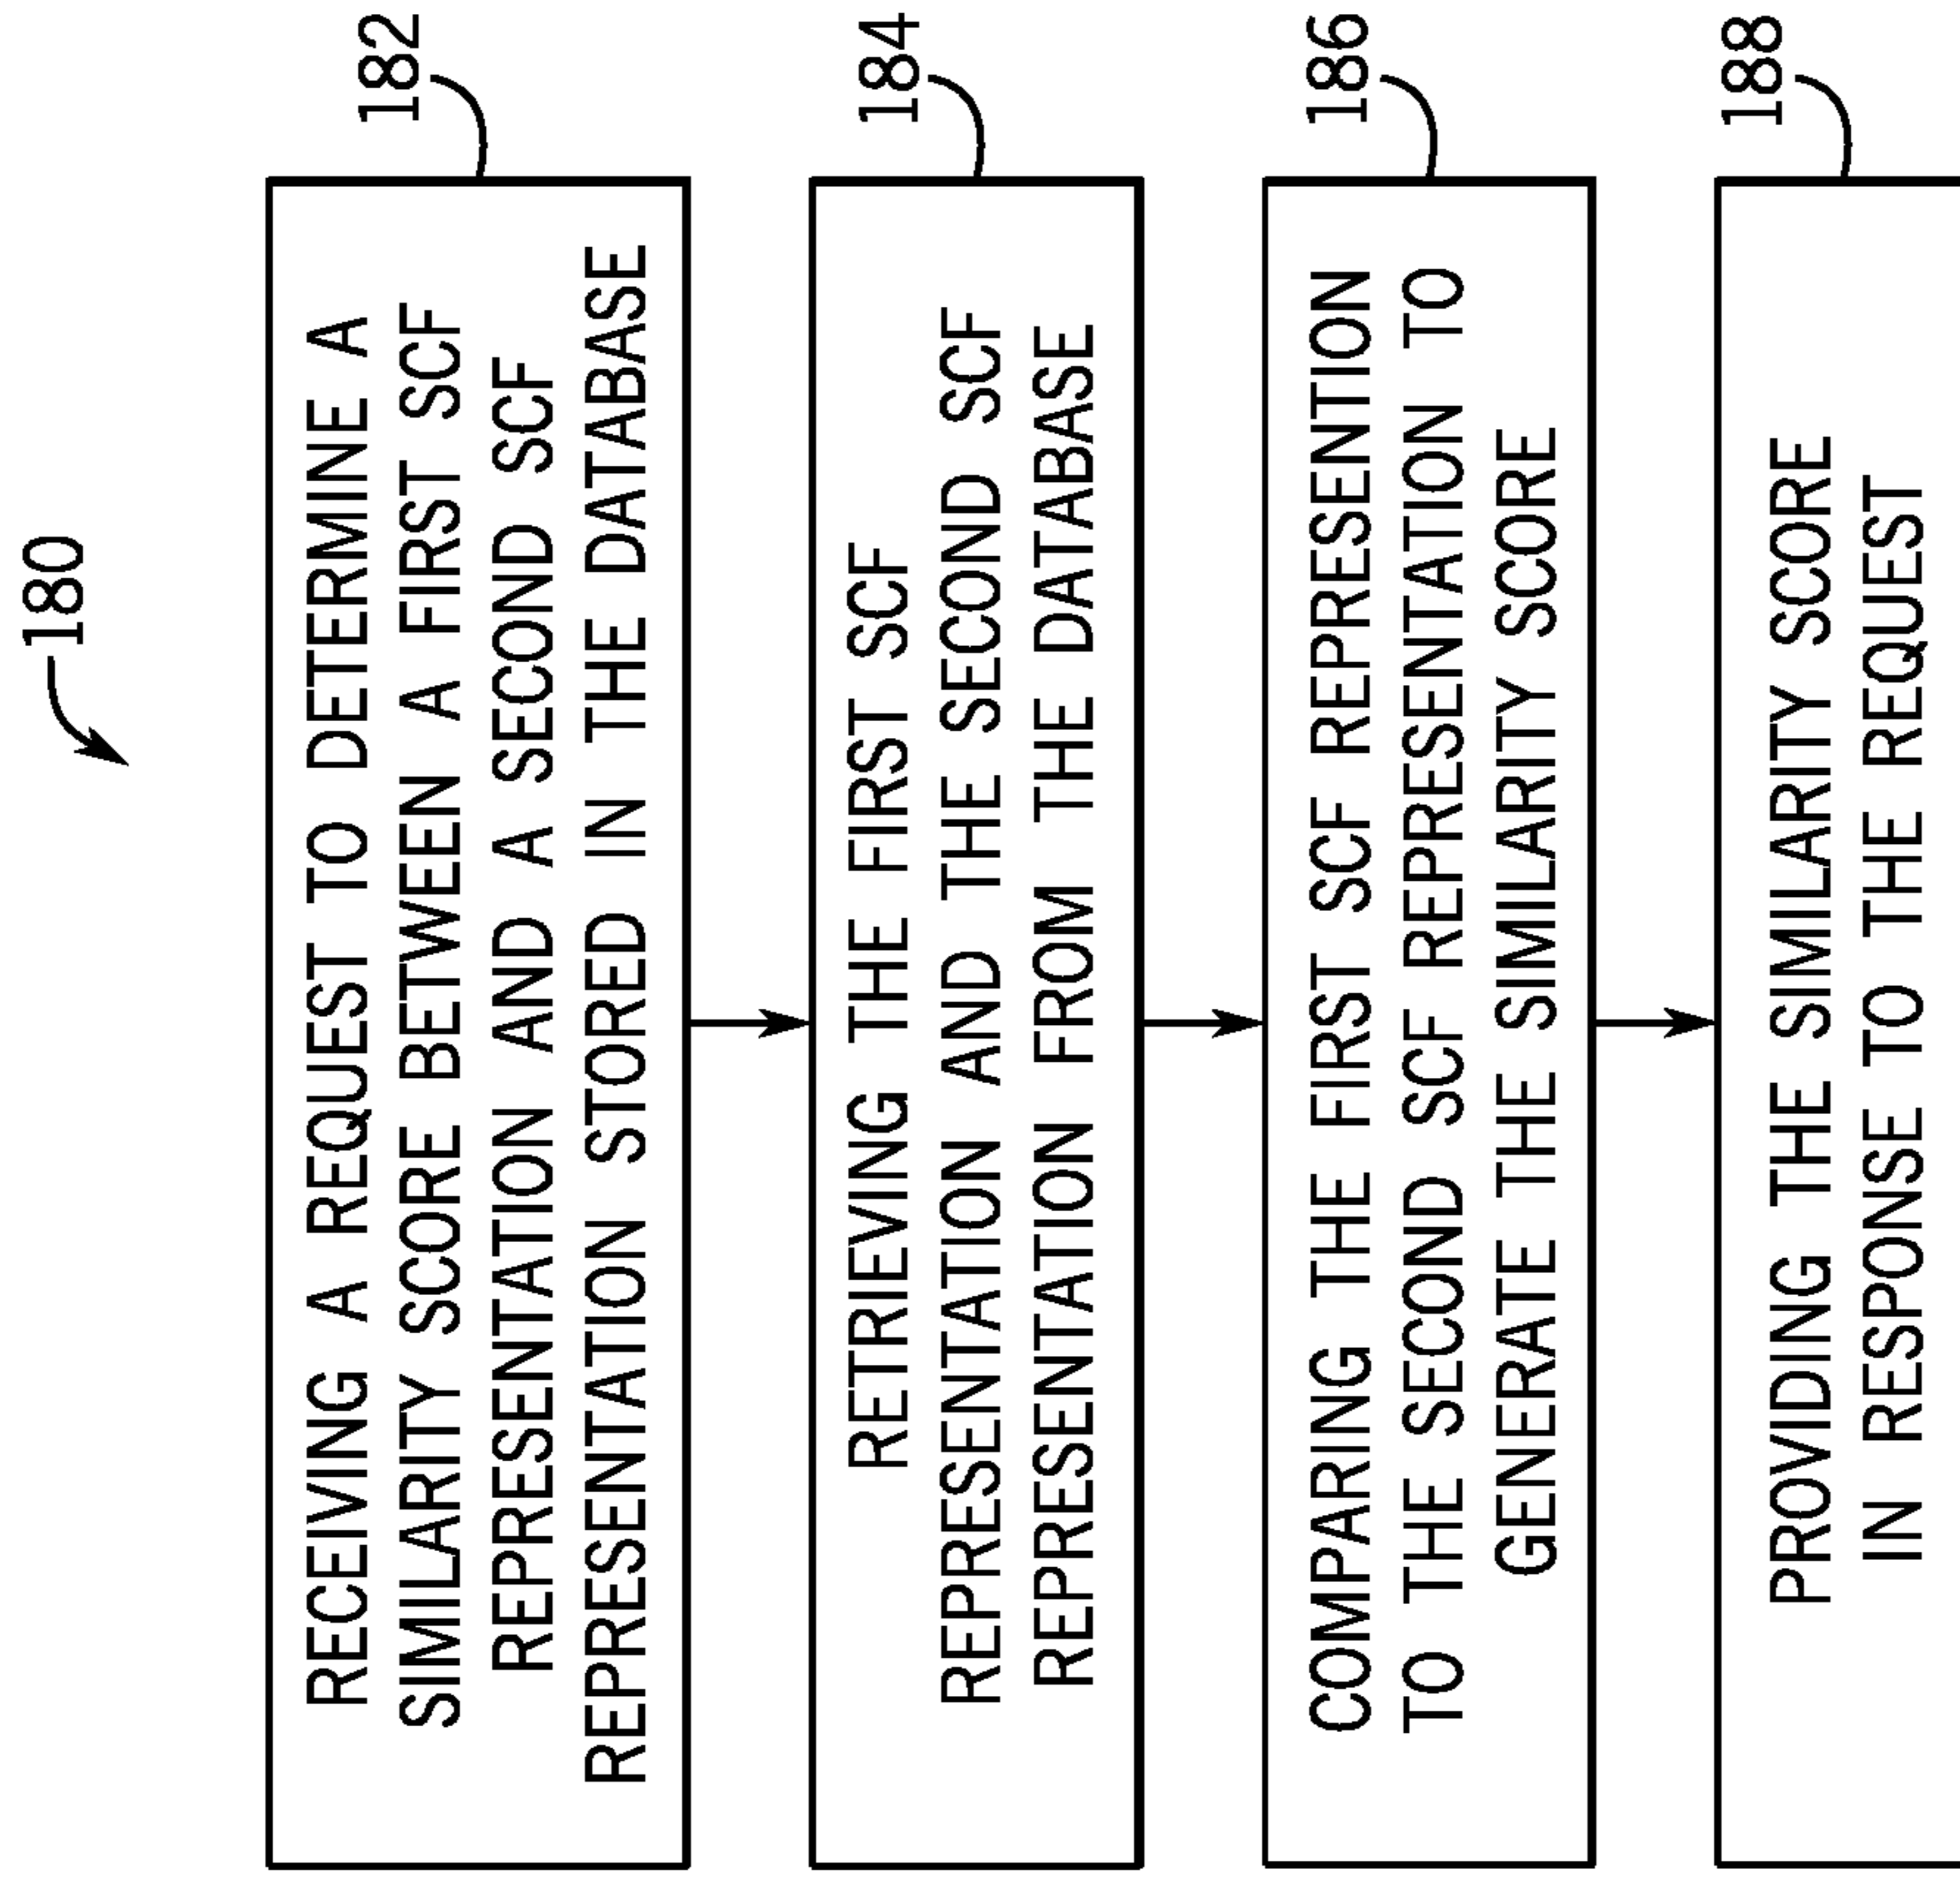 180
RECEIVING A REQUEST TO DETERMINE A
SIMILARITY SCORE BETWEEN A FIRST SCF
REPRESENTATION AND A SECOND SCF
REPRESENTATION STORED IN THE DATABASE
182
RETRIEVING THE FIRST SCF
REPRESENTATION AND THE SECOND SCF
REPRESENTATION FROM THE DATABASE
184
COMPARING THE FIRST SCF REPRESENTION
TO THE SECOND SCF REPRESENTATION TO
GENERATE THE SIMILARITY SCORE
186
PROVIDING THE SIMILARITY SCORE
IN RESPONSE TO THE REQUEST
188